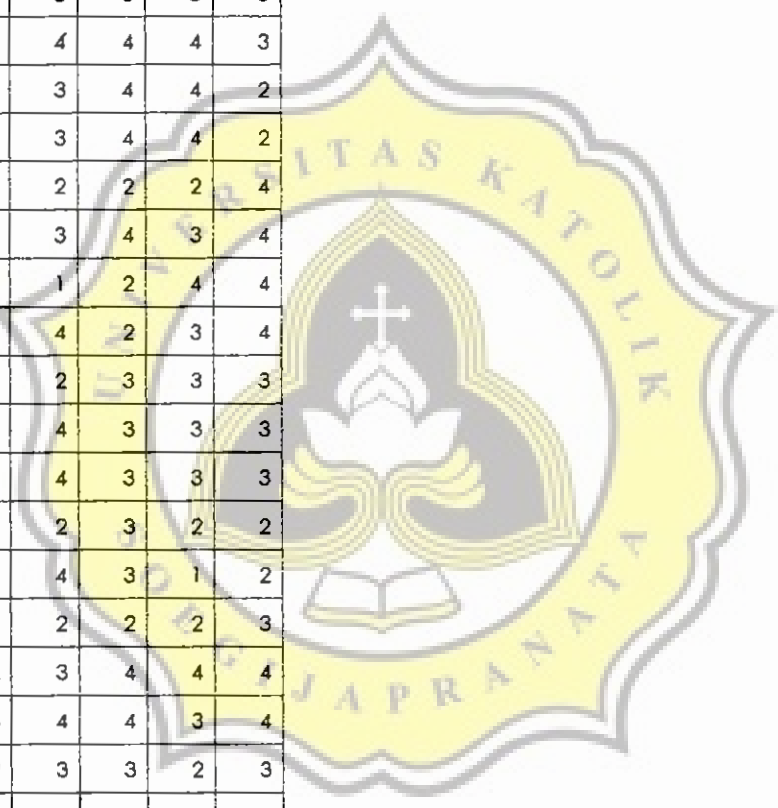 4 4 4 3
3 4 4 2
3 4 4 2
2 2 2 4
3 4 3 4
1 2 4 4
4 2 3 4
2 3 3 3
4 3 3 3
4 3 3 3
2 3 2 2
4 3 1 2
2 2 2 3
3 4 4 4
4 4 3 4
3 3 2 3
UNIVERSITAS KATOLIK
SOEGIJAPRANATA